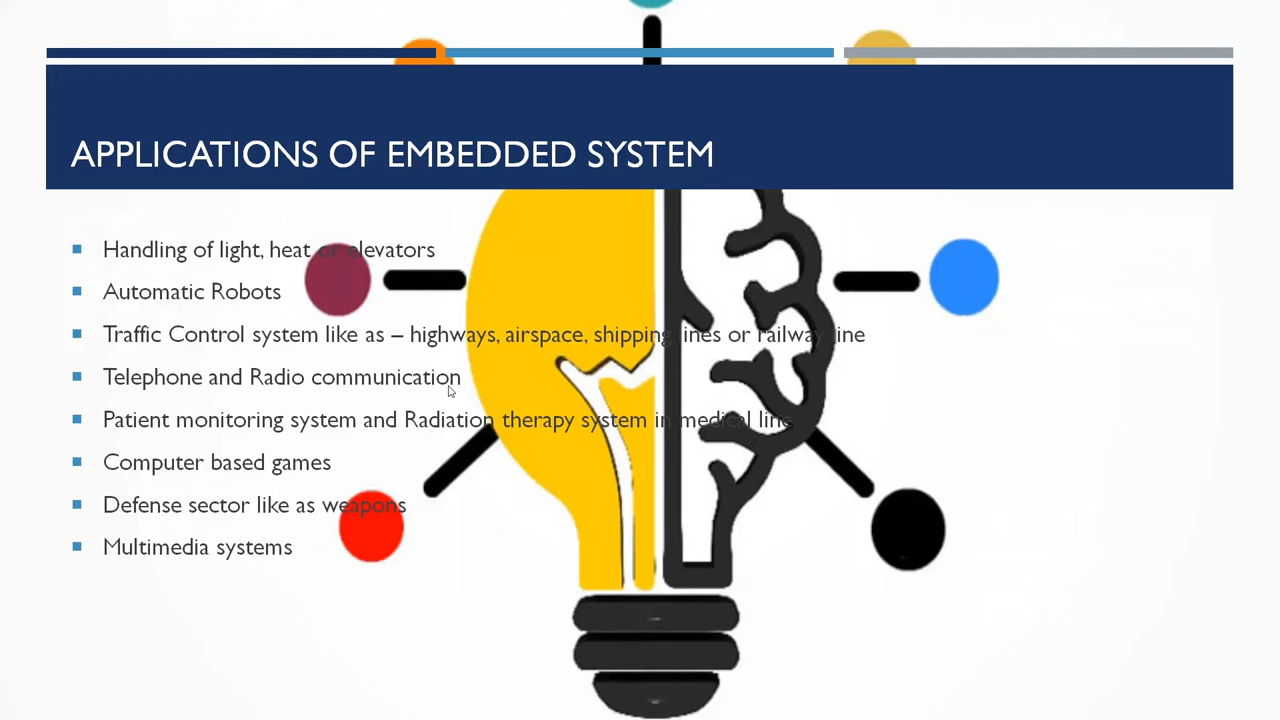 APPLICATIONS OF EMBEDDED SYSTEM
Handling of light, heat or elevators
Automatic Robots
Traffic Control system like as – highways, airspace, shipping lines or railway line
Telephone and Radio communication
Patient monitoring system and Radiation therapy system in medical line
Computer based games
Defense sector like as weapons
Multimedia systems